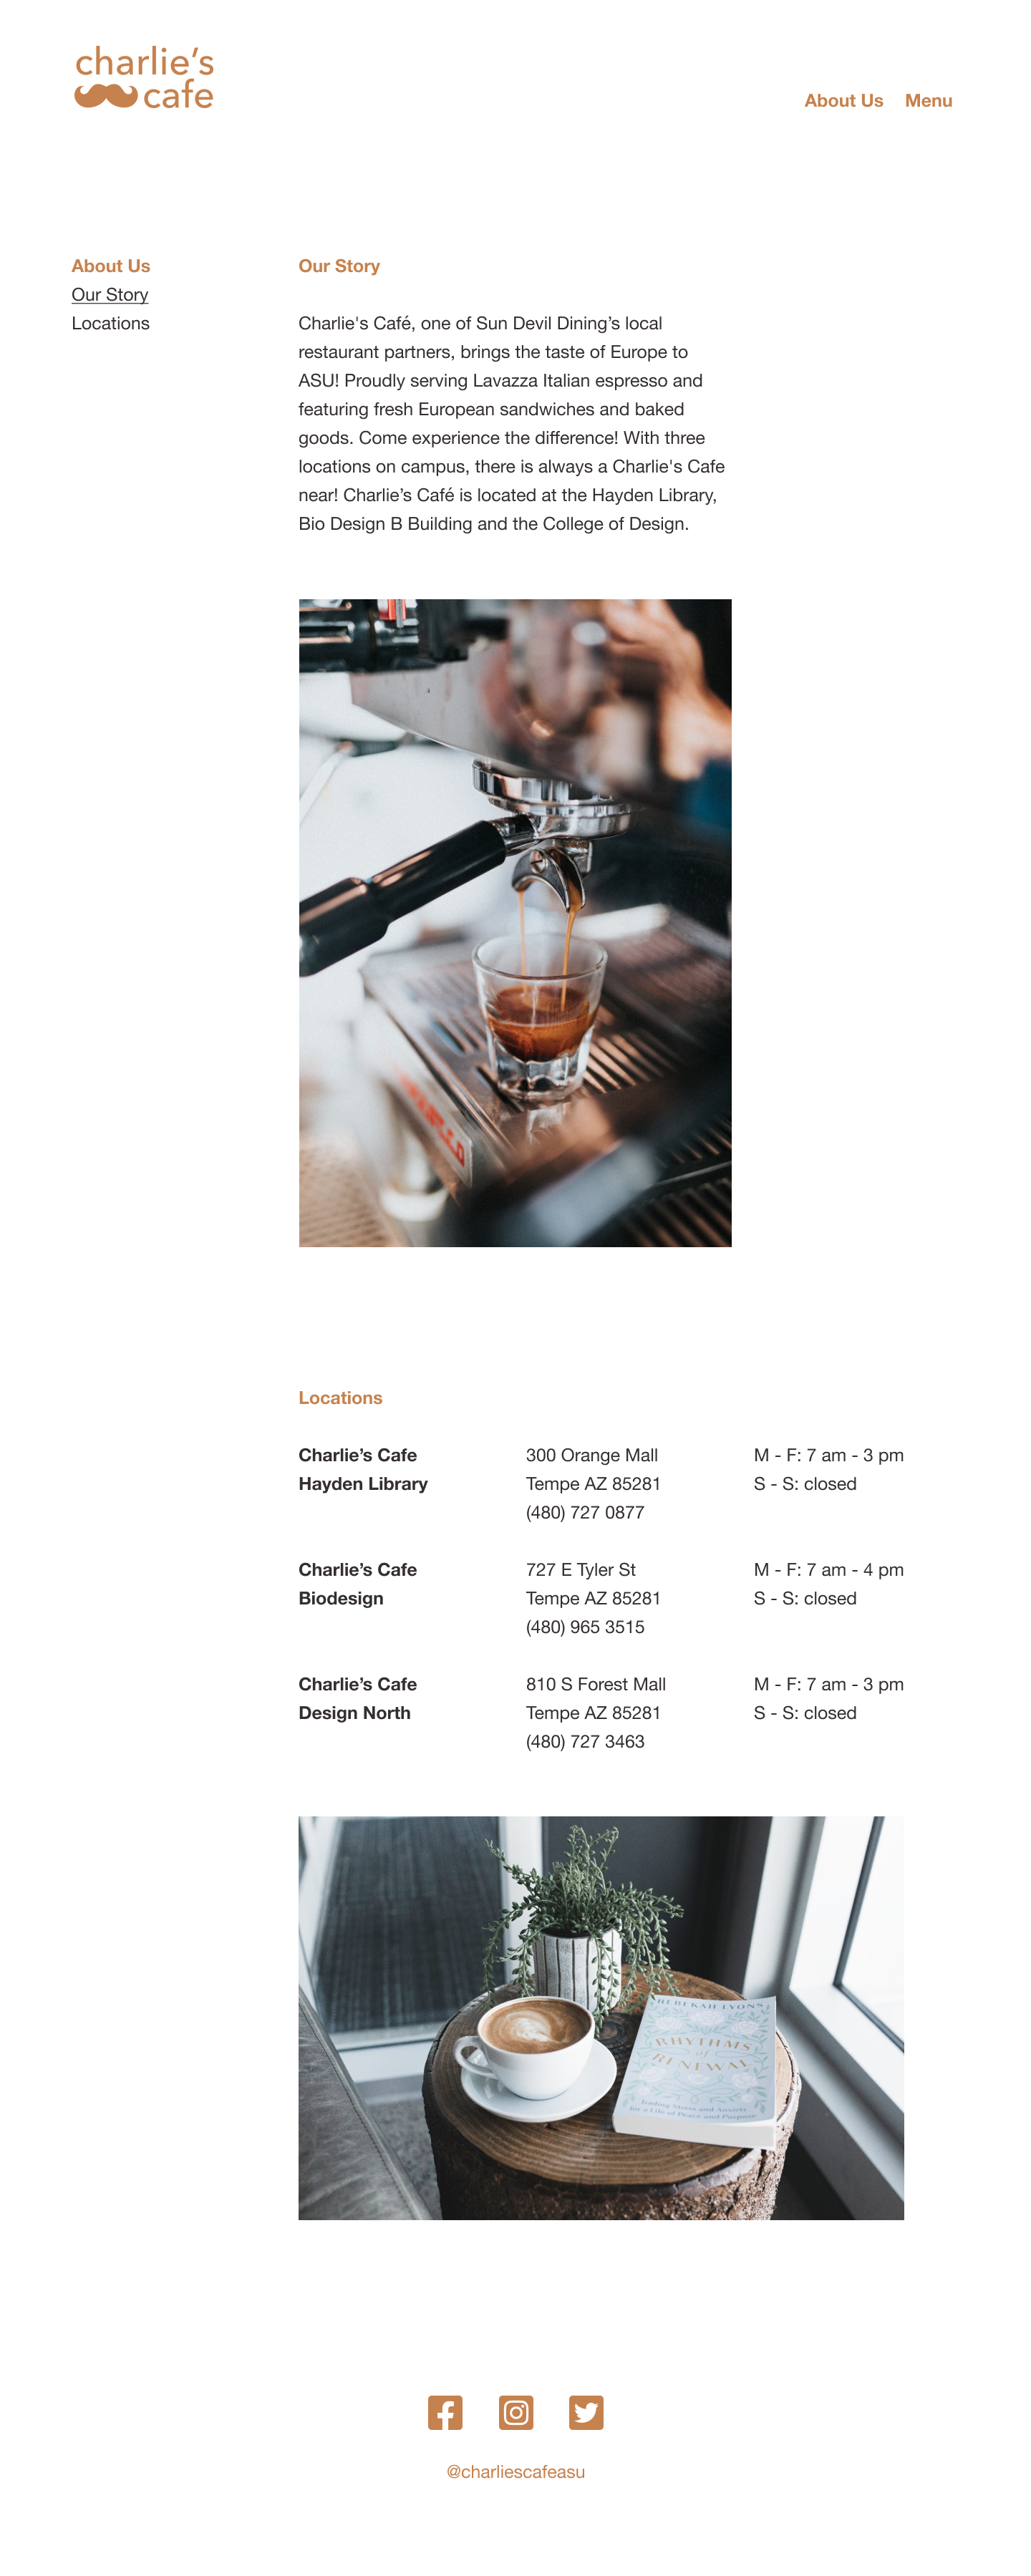 charlie's
cafe
About Us Menu
About Us
Our Story
Locations
Our Story
Charlie's Café, one of Sun Devil Dining’s local
restaurant partners, brings the taste of Europe to
ASU! Proudly serving Lavazza Italian espresso and
featuring fresh European sandwiches and baked
goods. Come experience the difference! With three
locations on campus, there is always a Charlie's Cafe
near! Charlie’s Café is located at the Hayden Library,
Bio Design B Building and the College of Design.
Locations
Charlie’s Cafe
Hayden Library
300 Orange Mall
Tempe AZ 85281
(480) 727 0877
M - F: 7 am - 3 pm
S - S: closed
Charlie’s Cafe
Biodesign
727 E Tyler St
Tempe AZ 85281
(480) 965 3515
M - F: 7 am - 4 pm
S - S: closed
Charlie’s Cafe
Design North
810 S Forest Mall
Tempe AZ 85281
(480) 727 3463
M - F: 7 am - 3 pm
S - S: closed
REBEKAH LYONS
RHYTHMS
of
RENEWAL
Trading Stress and Anxiety
for a Life of Peace and Purpose
@charliescafeasu